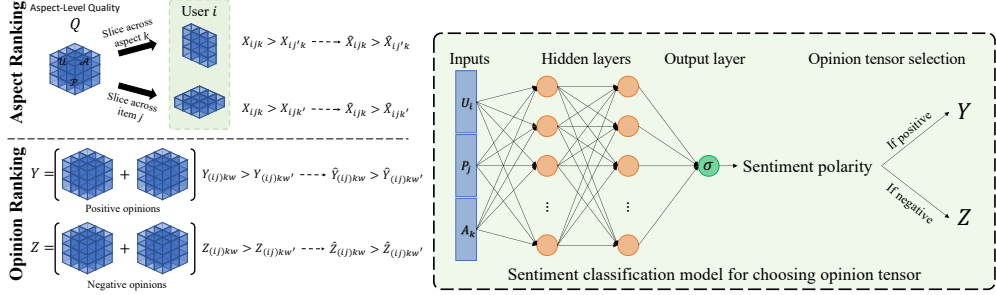 Aspect Ranking
Aspect-Level Quality
Q
𝒰 𝒜
𝒫
Slice across
aspect k
Slice across
item j
User i
X_{ijk} > X_{ij'k} ----→ X̂_{ijk} > X̂_{ij'k}
X_{ijk} > X_{ijk'} ----→ X̂_{ijk} > X̂_{ijk'}
Opinion Ranking
Y = { + } Y_{(ij)kw} > Y_{(ij)kw'} ----→ Ŷ_{(ij)kw} > Ŷ_{(ij)kw'}
Positive opinions
Z = { + } Z_{(ij)kw} > Z_{(ij)kw'} ----→ Ẑ_{(ij)kw} > Ẑ_{(ij)kw'}
Negative opinions
Inputs Hidden layers Output layer Opinion tensor selection
U_i
P_j
A_k
⋮ ⋮
σ
Sentiment polarity
If positive
Y
If negative
Z
Sentiment classification model for choosing opinion tensor